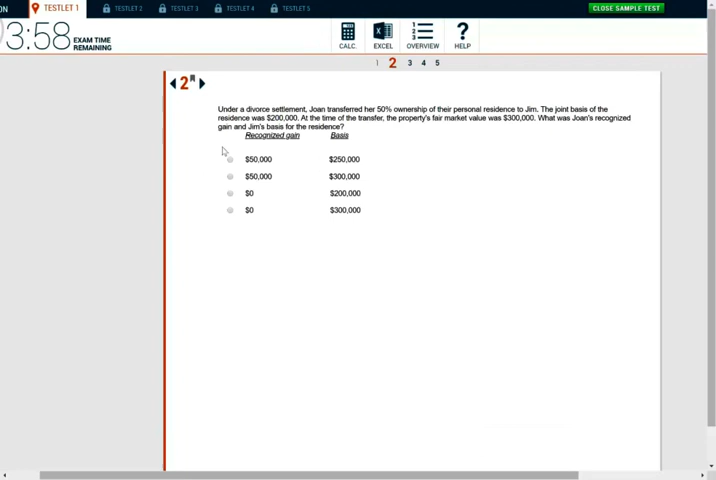 ON
TESTLET 1
TESTLET 2
TESTLET 3
TESTLET 4
TESTLET 5
CLOSE SAMPLE TEST
3:58 EXAM TIME
REMAINING
CALC.
EXCEL
OVERVIEW
HELP
1 2 3 4 5
2
Under a divorce settlement, Joan transferred her 50% ownership of their personal residence to Jim. The joint basis of the
residence was $200,000. At the time of the transfer, the property's fair market value was $300,000. What was Joan's recognized
gain and Jim's basis for the residence?
Recognized gain Basis
$50,000 $250,000
$50,000 $300,000
$0 $200,000
$0 $300,000